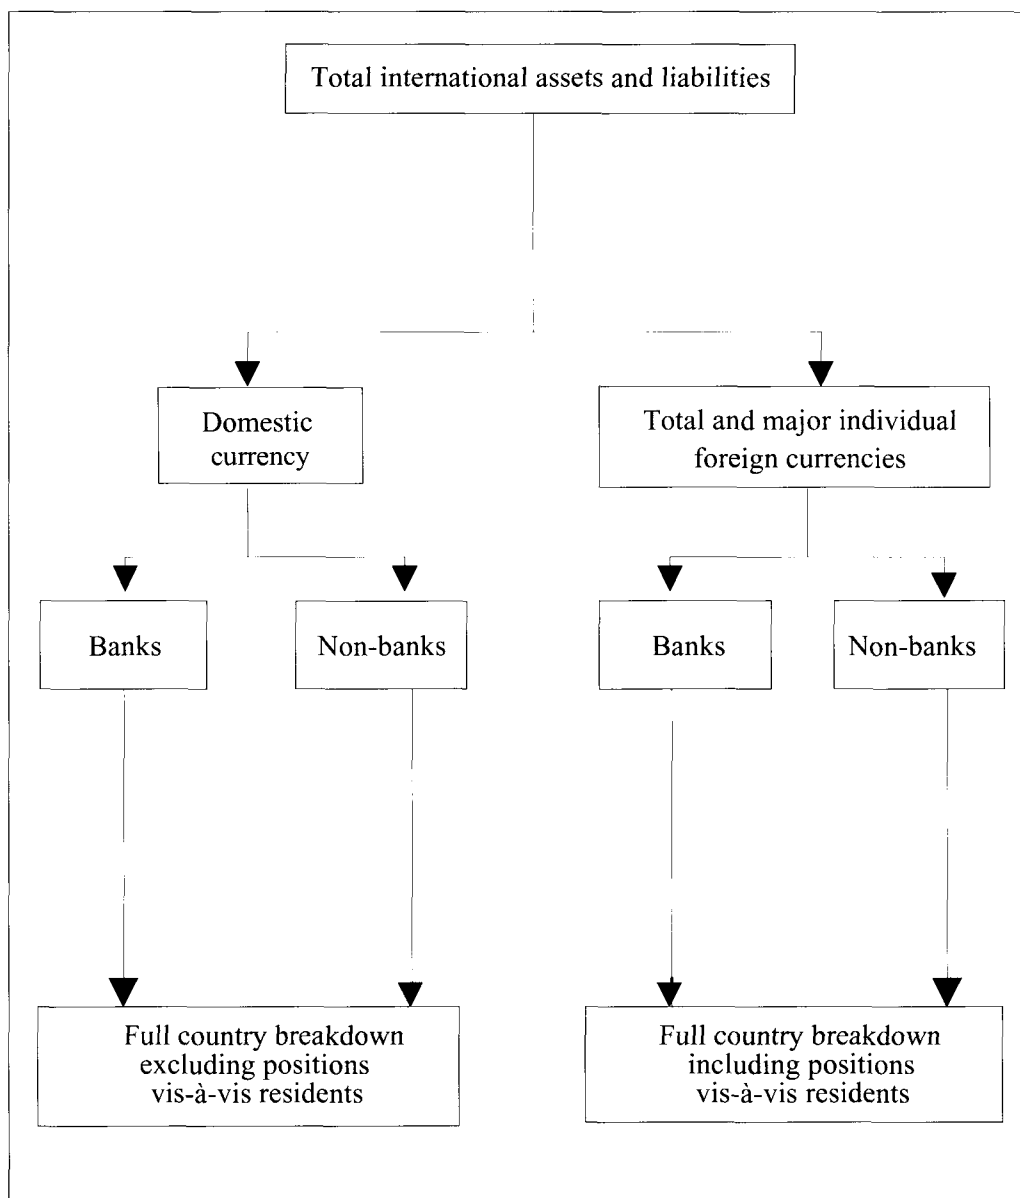 Total international assets and liabilities
Domestic
currency
Total and major individual
foreign currencies
Banks
Non-banks
Banks
Non-banks
Full country breakdown
excluding positions
vis-à-vis residents
Full country breakdown
including positions
vis-à-vis residents